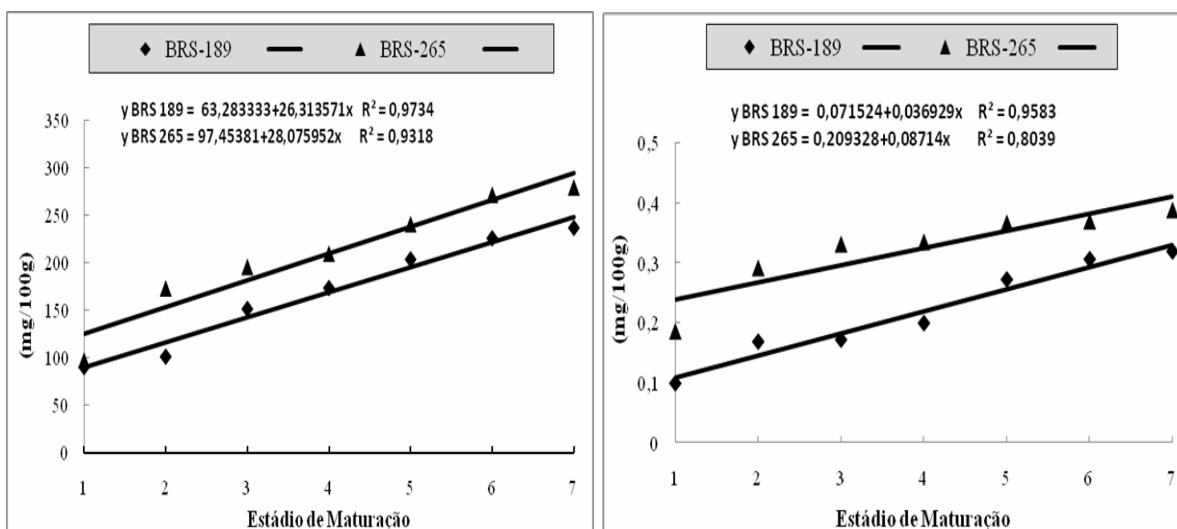 BRS-189 BRS-265
y BRS 189 = 63,283333+26,313571x R² = 0,9734
y BRS 265 = 97,45381+28,075952x R² = 0,9318
350
300
250
200
150
100
50
0
(mg/100g)
1 2 3 4 5 6 7
Estádio de Maturação
BRS-189 BRS-265
y BRS 189 = 0,071524+0,036929x R² = 0,9583
y BRS 265 = 0,209328+0,08714x R² = 0,8039
0,5
0,4
0,3
0,2
0,1
0
(mg/100g)
1 2 3 4 5 6 7
Estádio de Maturação